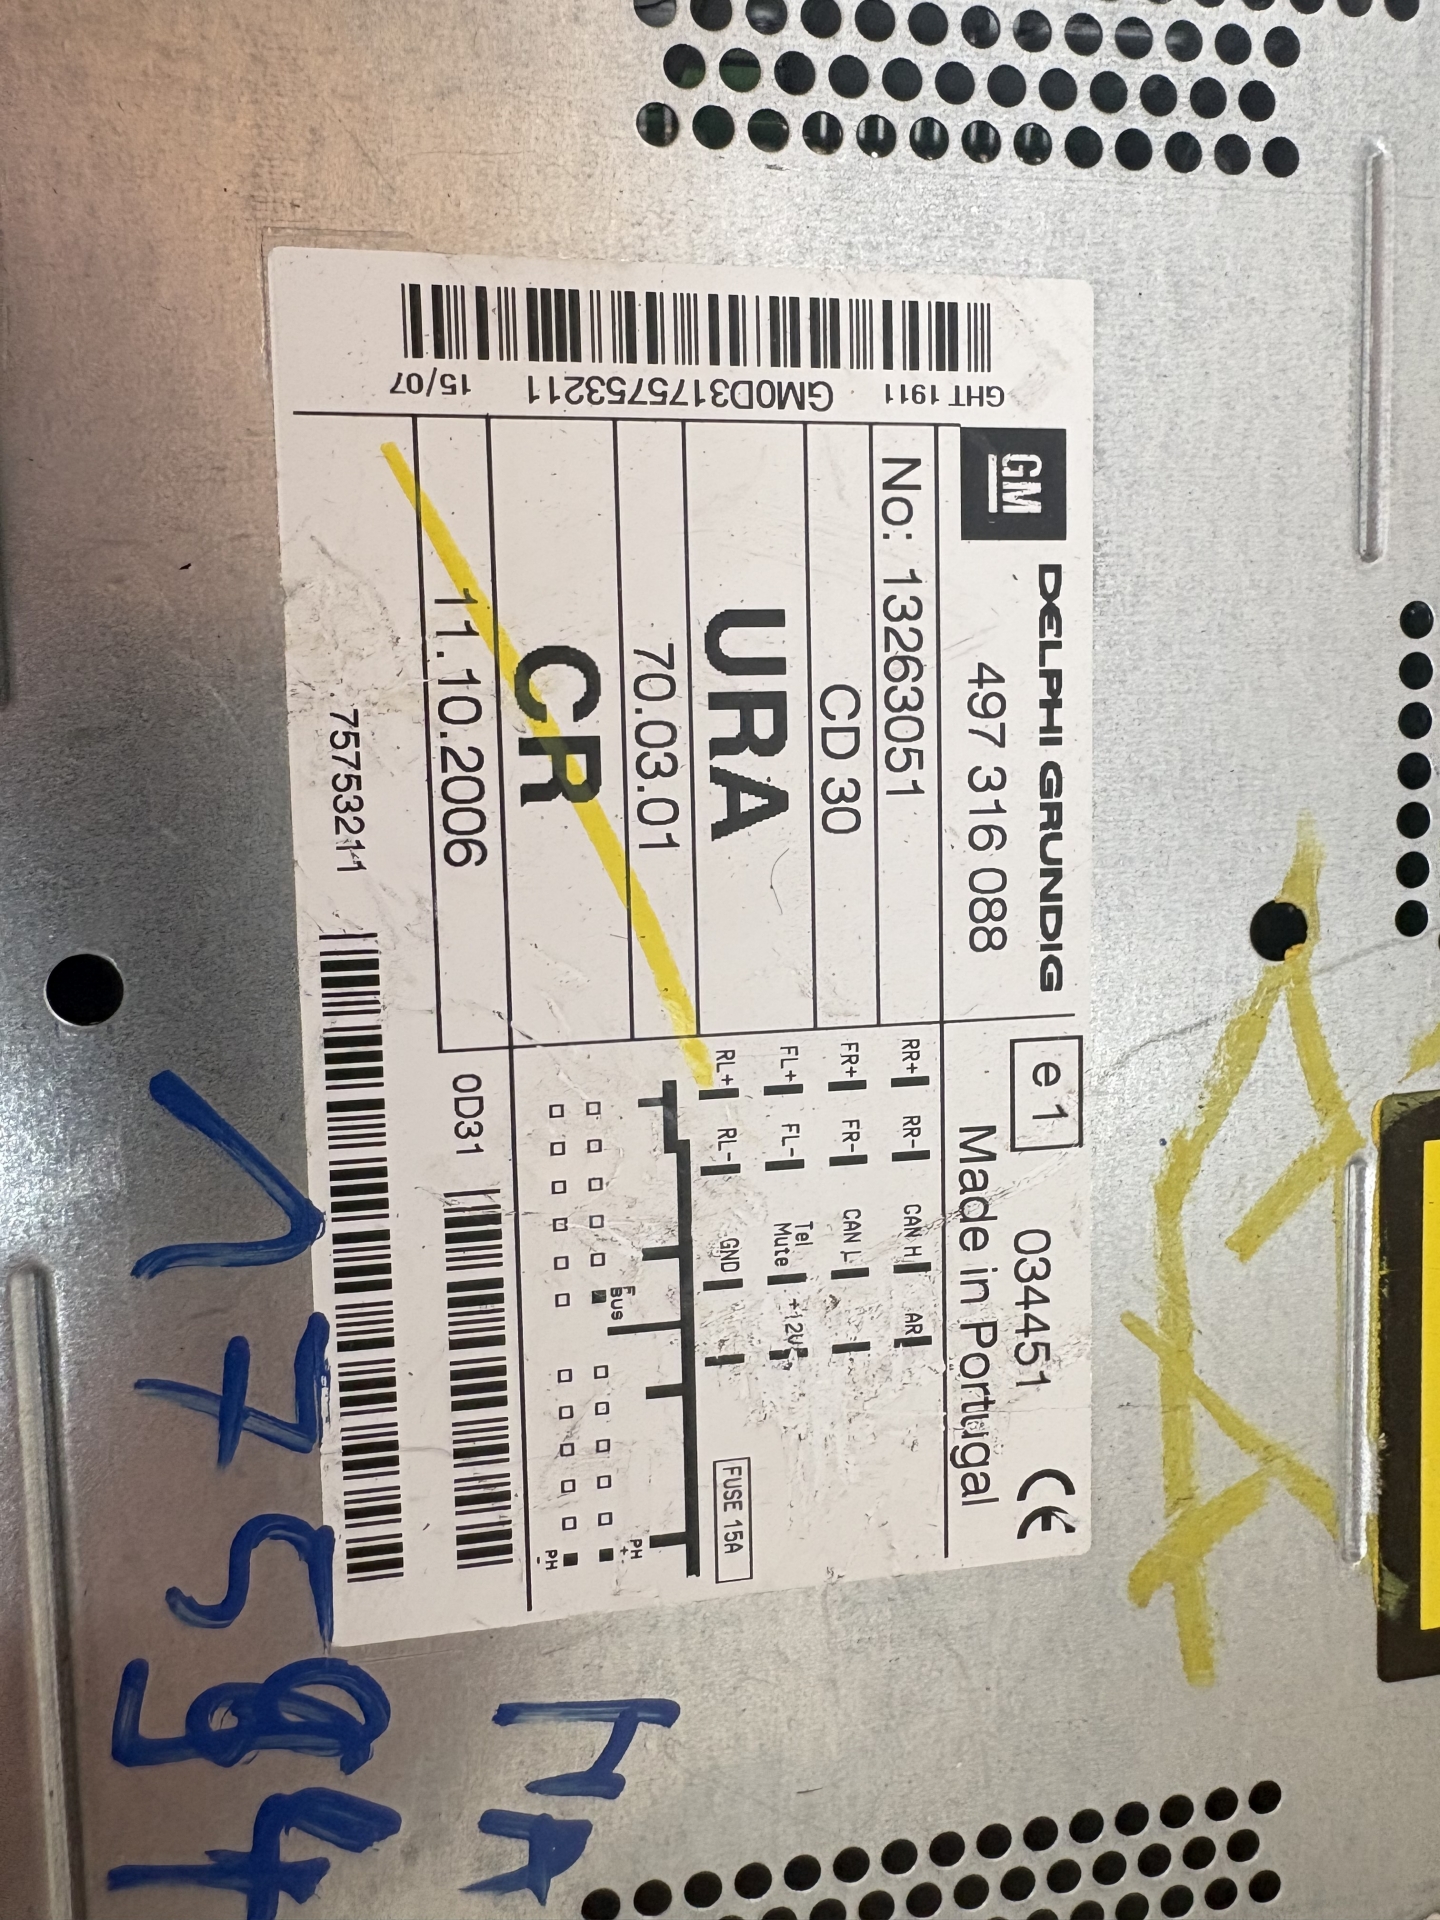 GHT 1911 GM0D3175753211 15/07
GM DELPHI GRUNDIG
497 316 088
No: 13263051
CD 30
URA
70.03.01
CR
11.10.2006
e1 034451
Made in Portugal
RR+ RR- CAN H AR
FR+ FR- CAN L
FL+ FL- Tel Mute +12V
RL+ RL- GND
FUSE 15A
F BUS
PH +
PH -
0D31
75753211